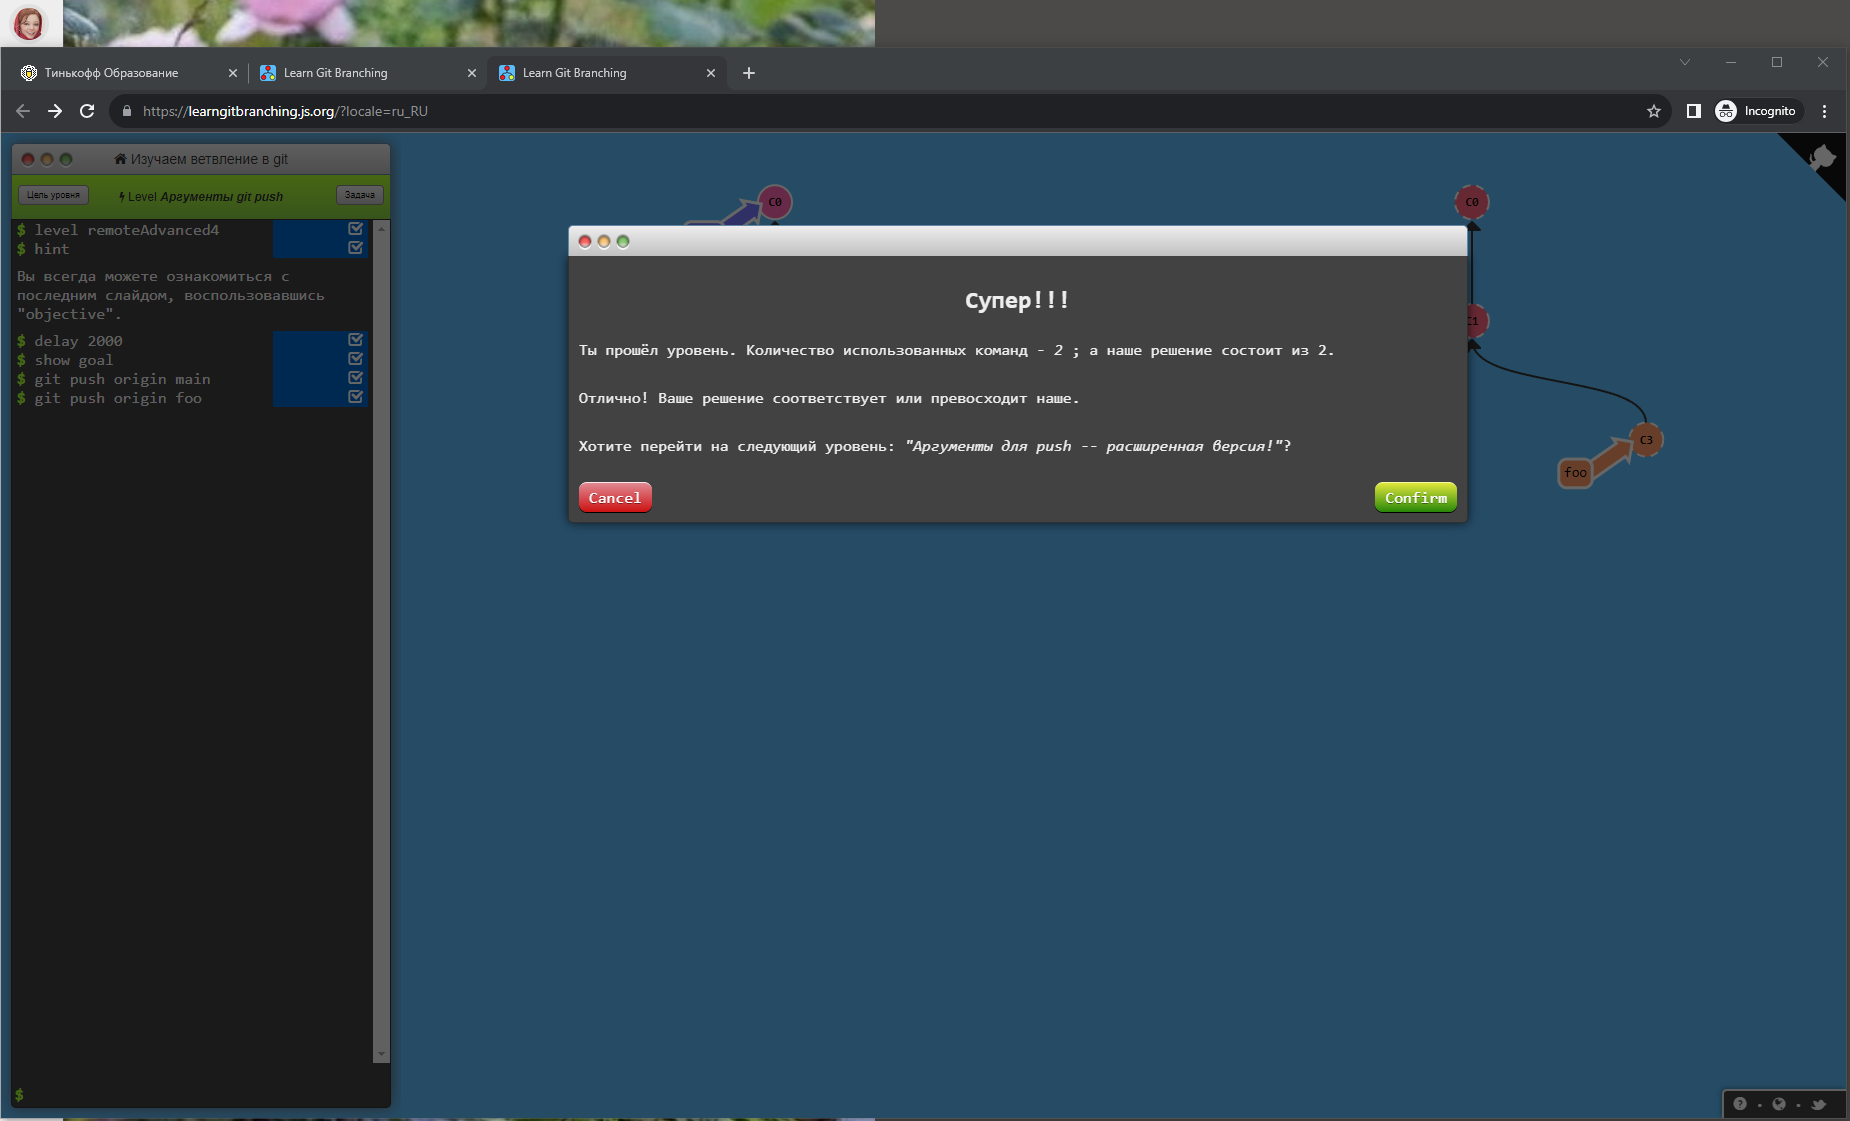 Тинькофф Образование
Learn Git Branching
Learn Git Branching
https://learngitbranching.js.org/?locale=ru_RU
Incognito
Изучаем ветвление в git
Цель уровня
Level Аргументы git push
Задача
$ level remoteAdvanced4
$ hint
Вы всегда можете ознакомиться с
последним слайдом, воспользовавшись
"objective".
$ delay 2000
$ show goal
$ git push origin main
$ git push origin foo
$
C0
C0
C1
C3
foo
Супер!!!
Ты прошёл уровень. Количество использованных команд - 2 ; а наше решение состоит из 2.
Отлично! Ваше решение соответствует или превосходит наше.
Хотите перейти на следующий уровень: "Аргументы для push -- расширенная версия!"?
Cancel
Confirm